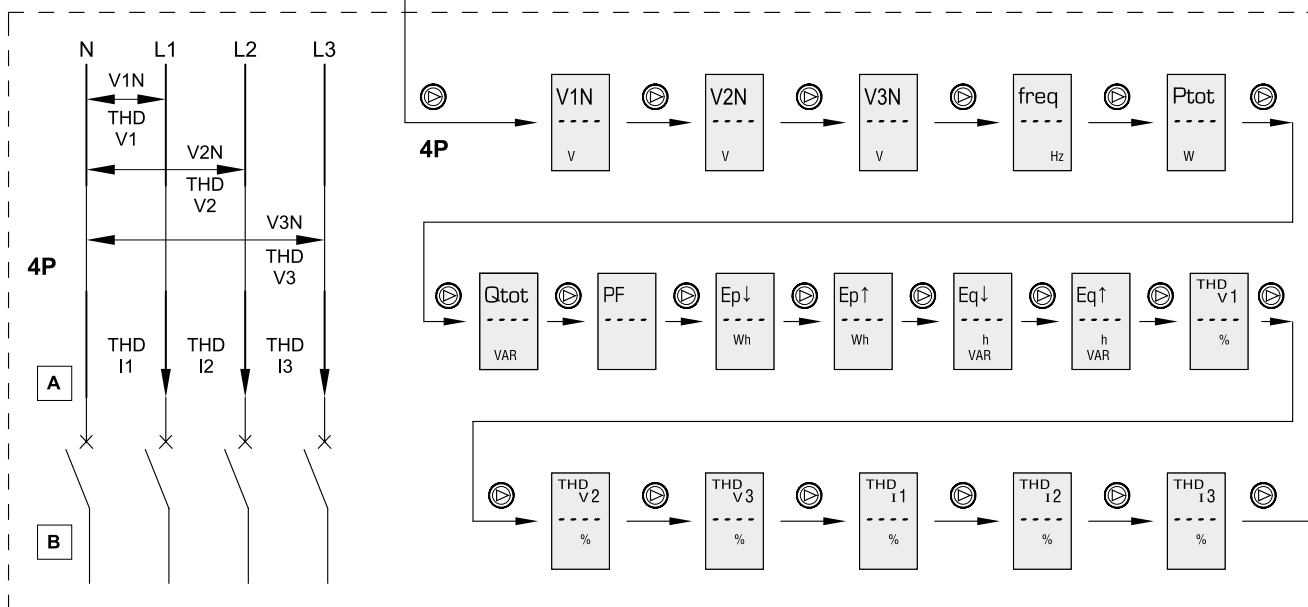 N L1 L2 L3
V1N
THD
V1
V2N
THD
V2
V3N
THD
V3
4P
THD
I1
THD
I2
THD
I3
A
B
4P
V1N
----
V
V2N
----
V
V3N
----
V
freq
----
Hz
Ptot
----
W
Qtot
----
VAR
PF
----
Ep↓
----
Wh
Ep↑
----
Wh
Eq↓
----
h
VAR
Eq↑
----
h
VAR
THD
V1
----
%
THD
V2
----
%
THD
V3
----
%
THD
I1
----
%
THD
I2
----
%
THD
I3
----
%